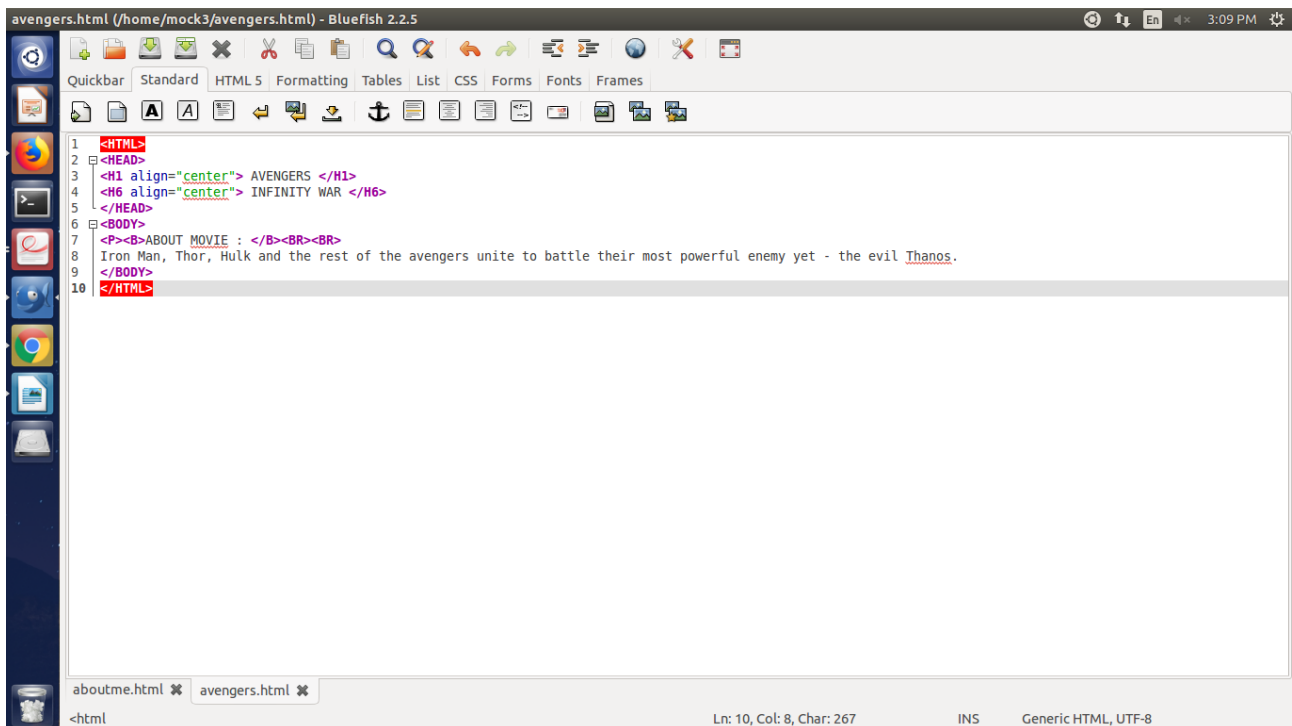 avengers.html (/home/mock3/avengers.html) - Bluefish 2.2.5 En 3:09 PM
Quickbar Standard HTML 5 Formatting Tables List CSS Forms Fonts Frames
1 <HTML>
2 <HEAD>
3 <H1 align="center"> AVENGERS </H1>
4 <H6 align="center"> INFINITY WAR </H6>
5 </HEAD>
6 <BODY>
7 <P><B>ABOUT MOVIE : </B><BR><BR>
8 Iron Man, Thor, Hulk and the rest of the avengers unite to battle their most powerful enemy yet - the evil Thanos.
9 </BODY>
10 </HTML>
aboutme.html avengers.html
<html Ln: 10, Col: 8, Char: 267 INS Generic HTML, UTF-8